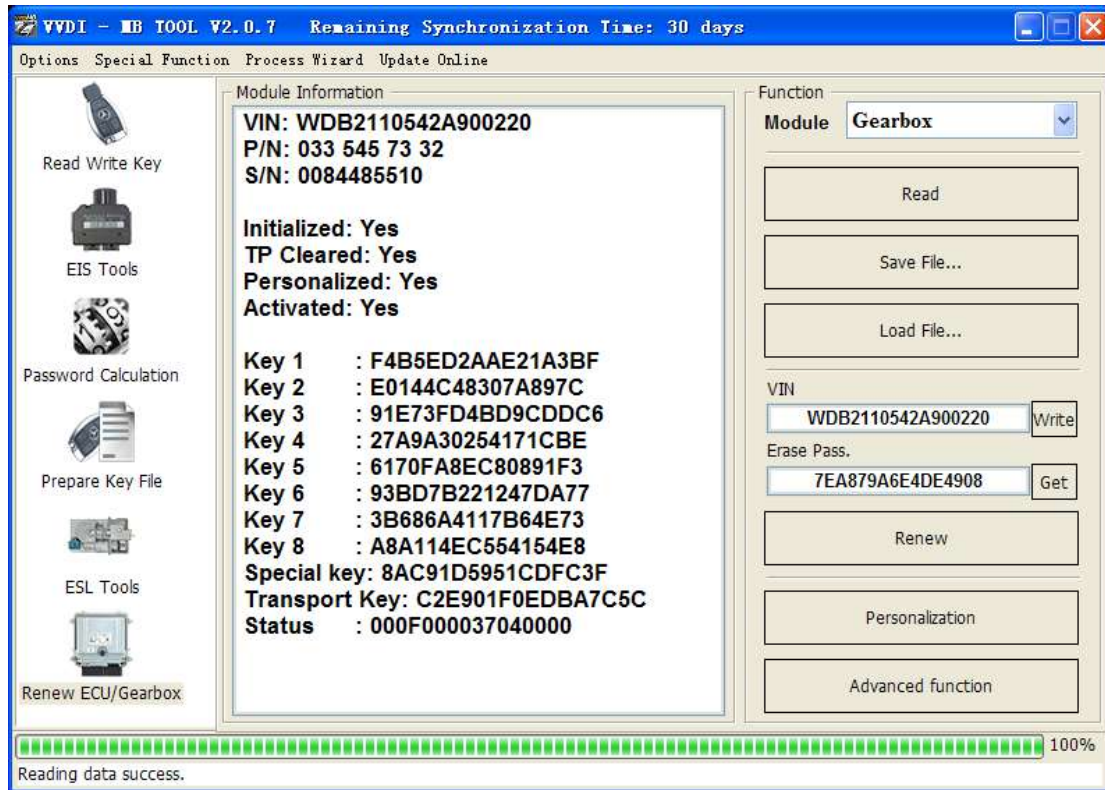 VVDI - MB TOOL V2.0.7 Remaining Synchronization Time: 30 days
Options Special Function Process Wizard Update Online
Read Write Key
EIS Tools
Password Calculation
Prepare Key File
ESL Tools
Renew ECU/Gearbox
Module Information
VIN: WDB2110542A900220
P/N: 033 545 73 32
S/N: 0084485510
Initialized: Yes
TP Cleared: Yes
Personalized: Yes
Activated: Yes
Key 1 : F4B5ED2AAE21A3BF
Key 2 : E0144C48307A897C
Key 3 : 91E73FD4BD9CDDC6
Key 4 : 27A9A30254171CBE
Key 5 : 6170FA8EC80891F3
Key 6 : 93BD7B221247DA77
Key 7 : 3B686A4117B64E73
Key 8 : A8A114EC554154E8
Special key: 8AC91D5951CDFC3F
Transport Key: C2E901F0EDBA7C5C
Status : 000F000037040000
Function
Module Gearbox
Read
Save File...
Load File...
VIN
WDB2110542A900220 Write
Erase Pass.
7EA879A6E4DE4908 Get
Renew
Personalization
Advanced function
100%
Reading data success.